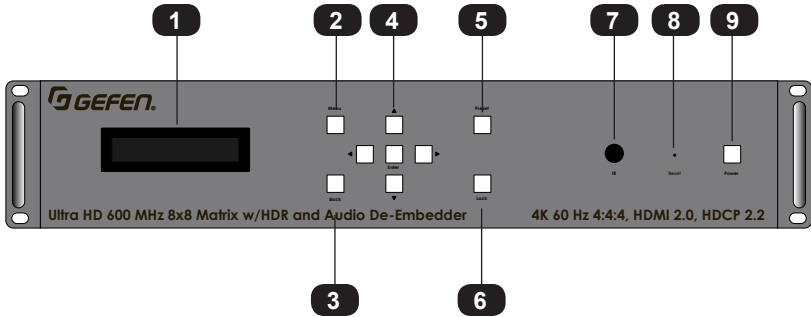 1
2
4
5
7
8
9
GEFEN®
Menu
▲
Preset
◄
►
Enter
IR
Reset
Power
Back
▼
Lock
Ultra HD 600 MHz 8x8 Matrix w/HDR and Audio De-Embedder
4K 60 Hz 4:4:4, HDMI 2.0, HDCP 2.2
3
6